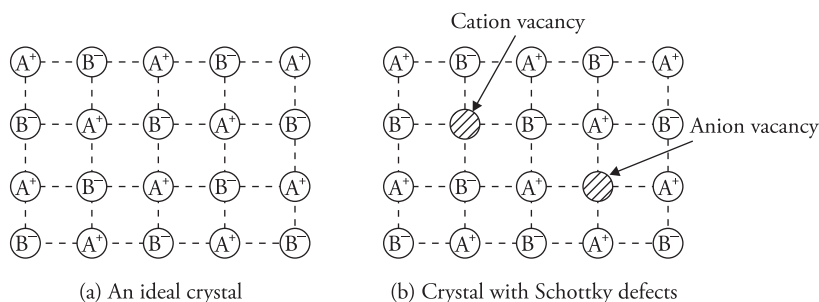 Cation vacancy
A⁺ B⁻ A⁺ B⁻ A⁺ A⁺ B⁻ A⁺ B⁻ A⁺
B⁻ A⁺ B⁻ A⁺ B⁻ B⁻ B⁻ A⁺ B⁻
Anion vacancy
A⁺ B⁻ A⁺ B⁻ A⁺ A⁺ B⁻ A⁺ A⁺
B⁻ A⁺ B⁻ A⁺ B⁻ B⁻ A⁺ B⁻ A⁺ B⁻
(a) An ideal crystal
(b) Crystal with Schottky defects